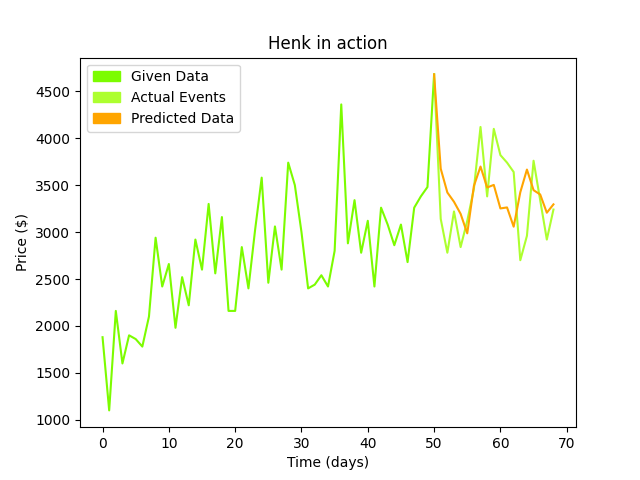 Henk in action
Given Data
Actual Events
Predicted Data
Price ($)
4500
4000
3500
3000
2500
2000
1500
1000
0 10 20 30 40 50 60 70
Time (days)